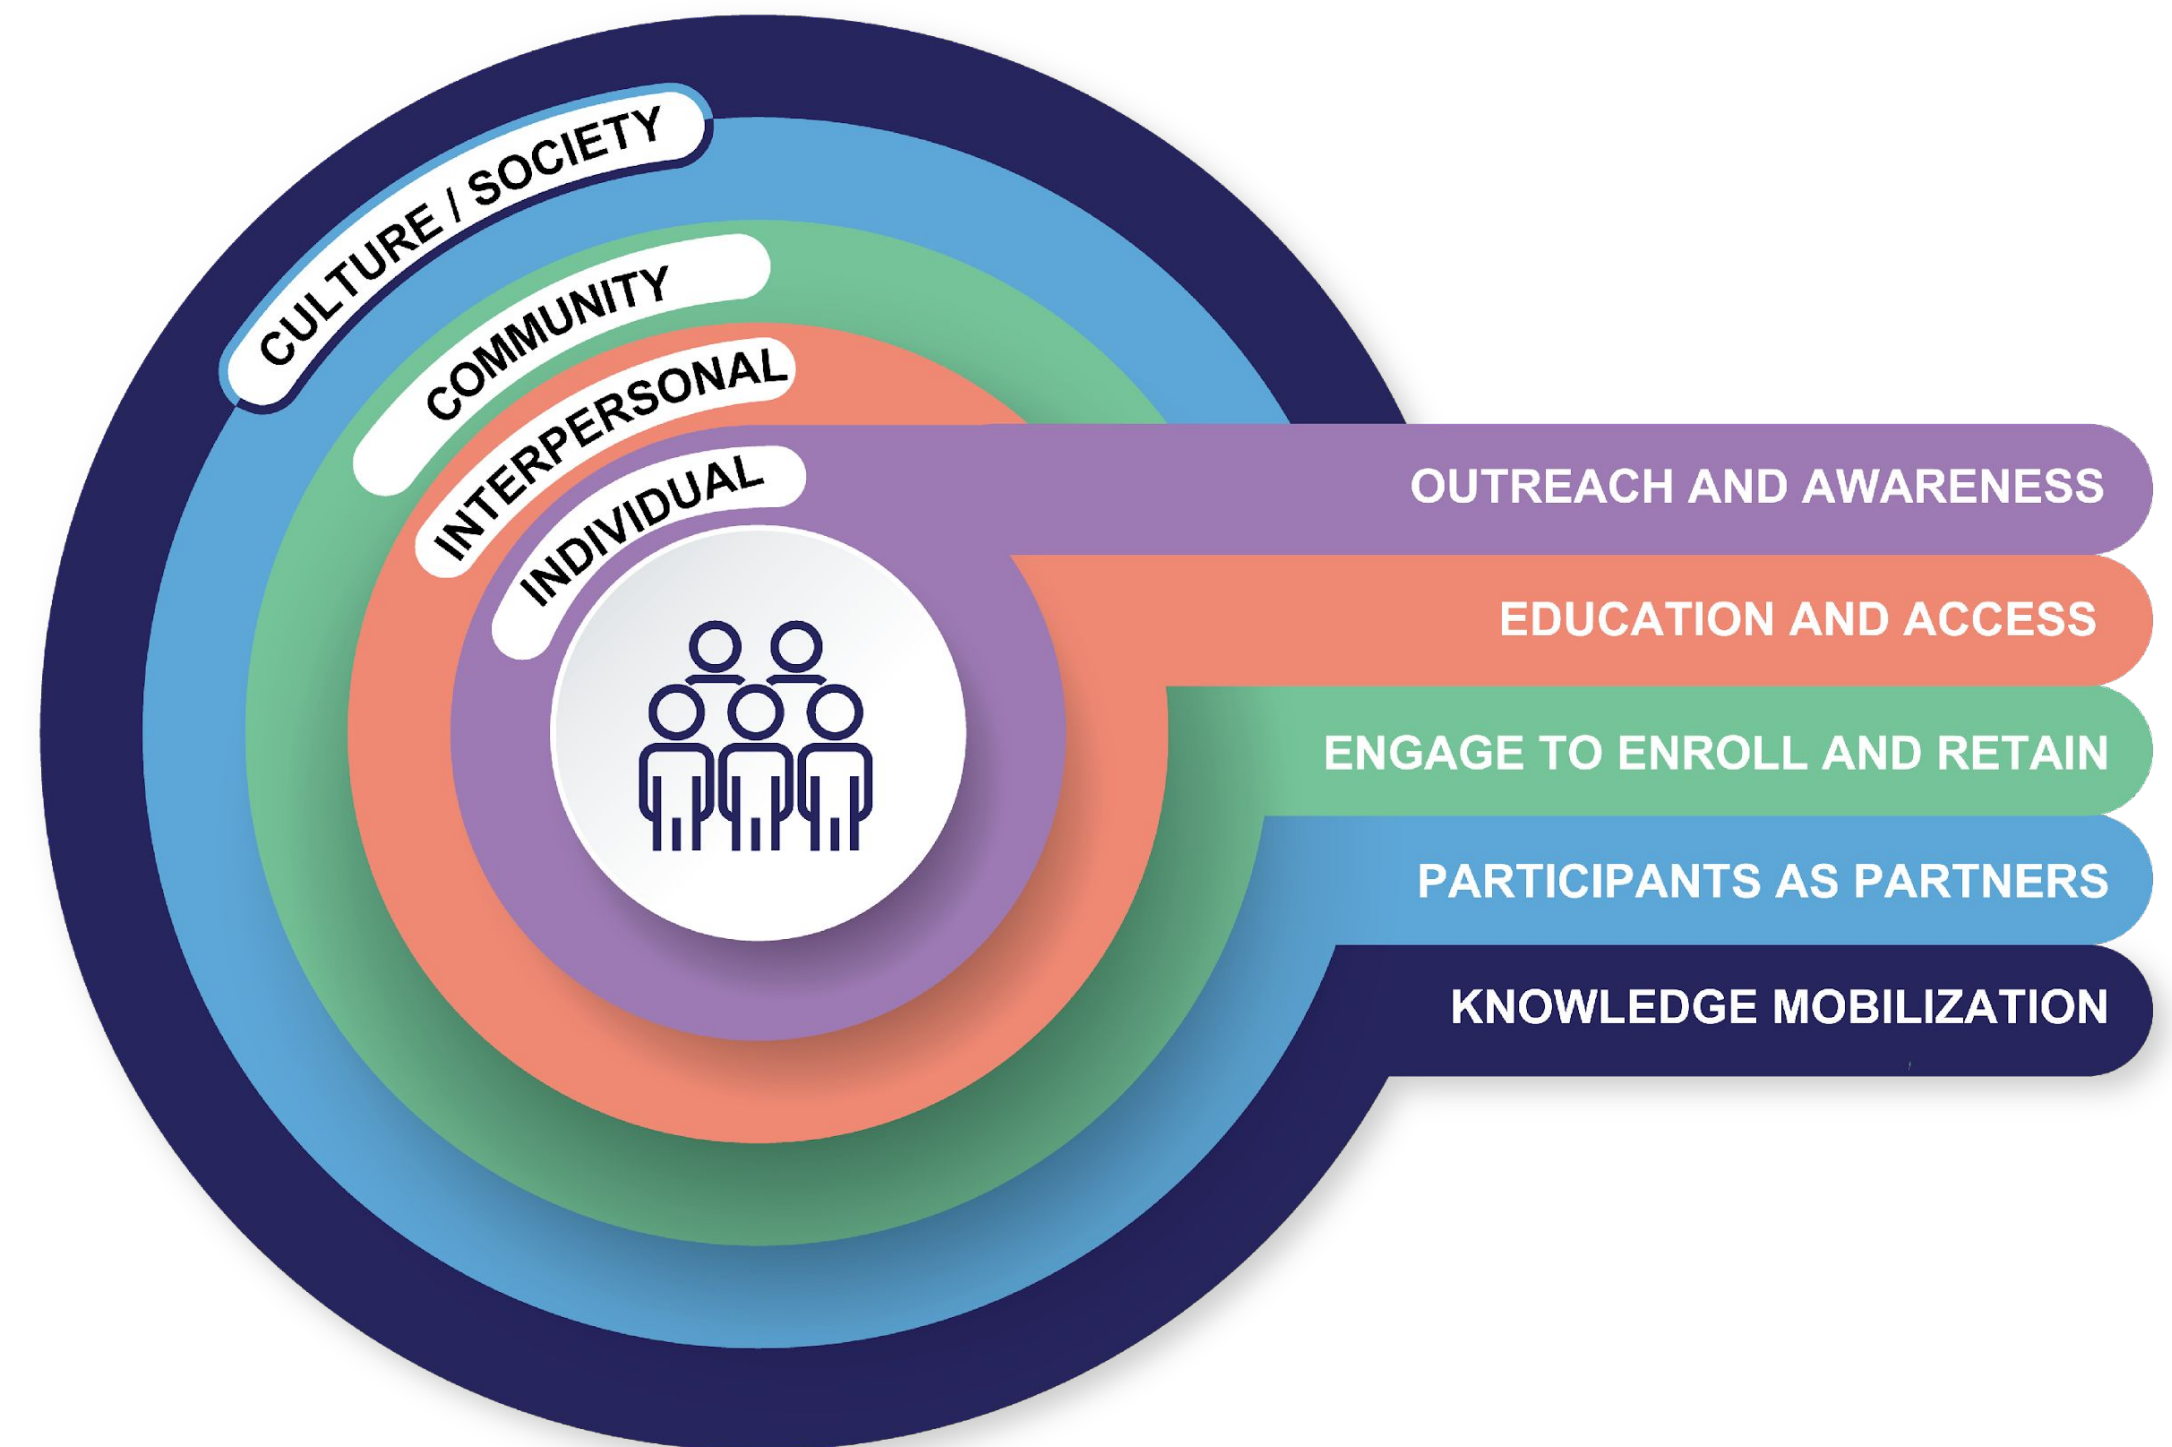 CULTURE / SOCIETY
COMMUNITY
INTERPERSONAL
INDIVIDUAL
OUTREACH AND AWARENESS
EDUCATION AND ACCESS
ENGAGE TO ENROLL AND RETAIN
PARTICIPANTS AS PARTNERS
KNOWLEDGE MOBILIZATION